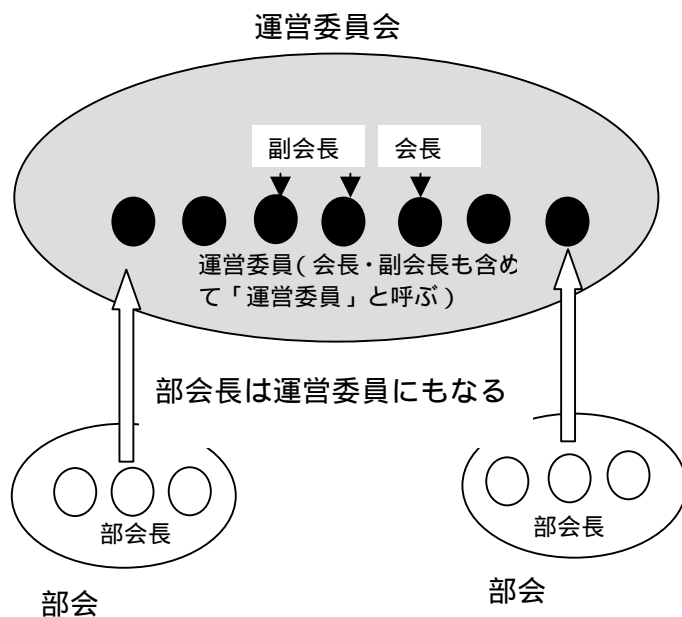 運営委員会
副会長 会長
運営委員(会長・副会長も含め
て「運営委員」と呼ぶ)
部会長は運営委員にもなる
部会長
部会長
部会
部会